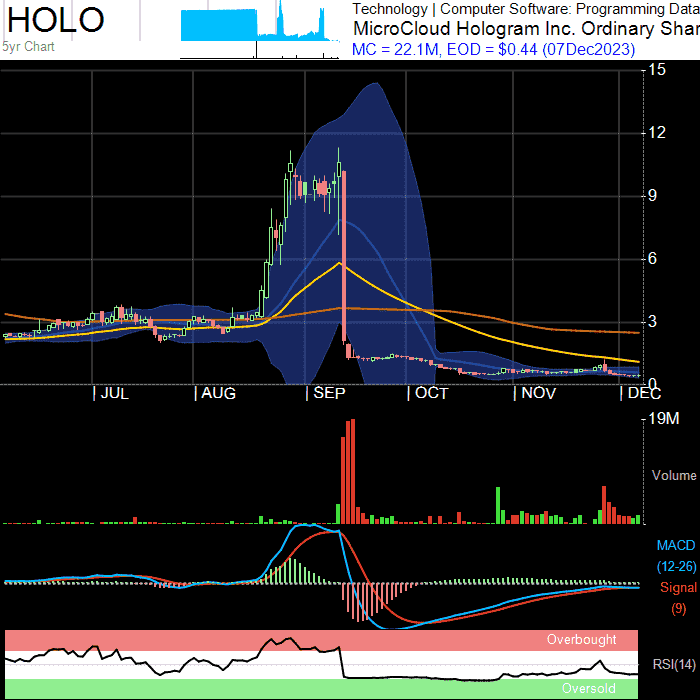 HOLO
5yr Chart
Technology | Computer Software: Programming Data
MicroCloud Hologram Inc. Ordinary Shar
MC = 22.1M, EOD = $0.44 (07Dec2023)
15
12
9
6
3
0
| JUL | AUG | SEP | OCT | NOV | DEC
19M
Volume
MACD
(12-26)
Signal
(9)
Overbought
RSI(14)
Oversold